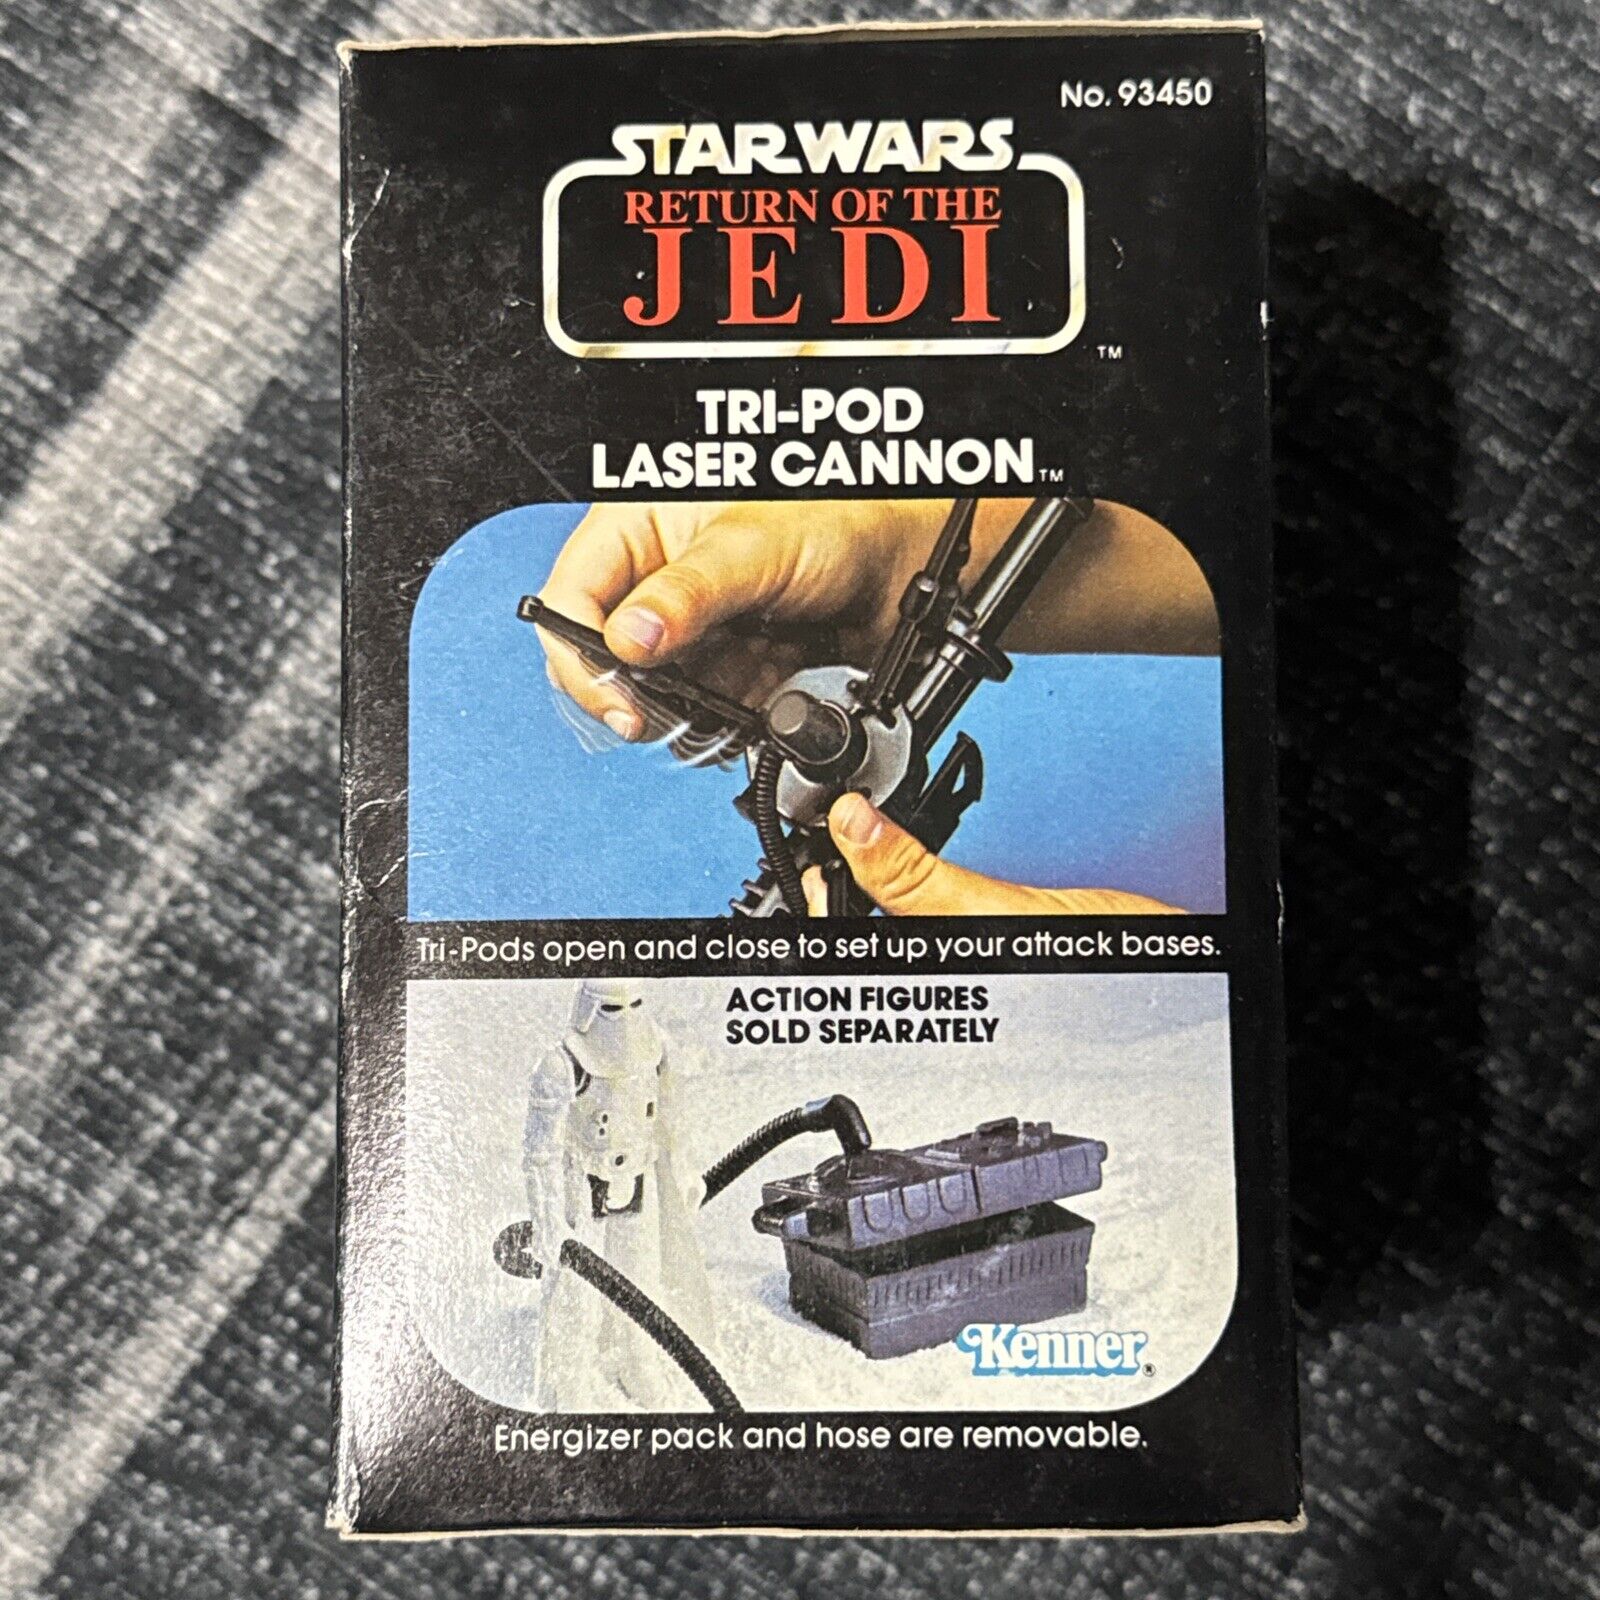 No. 93450
STAR WARS
RETURN OF THE
JEDI
TM
TRI-POD
LASER CANNON TM
Tri-Pods open and close to set up your attack bases.
ACTION FIGURES
SOLD SEPARATELY
Kenner®
Energizer pack and hose are removable.